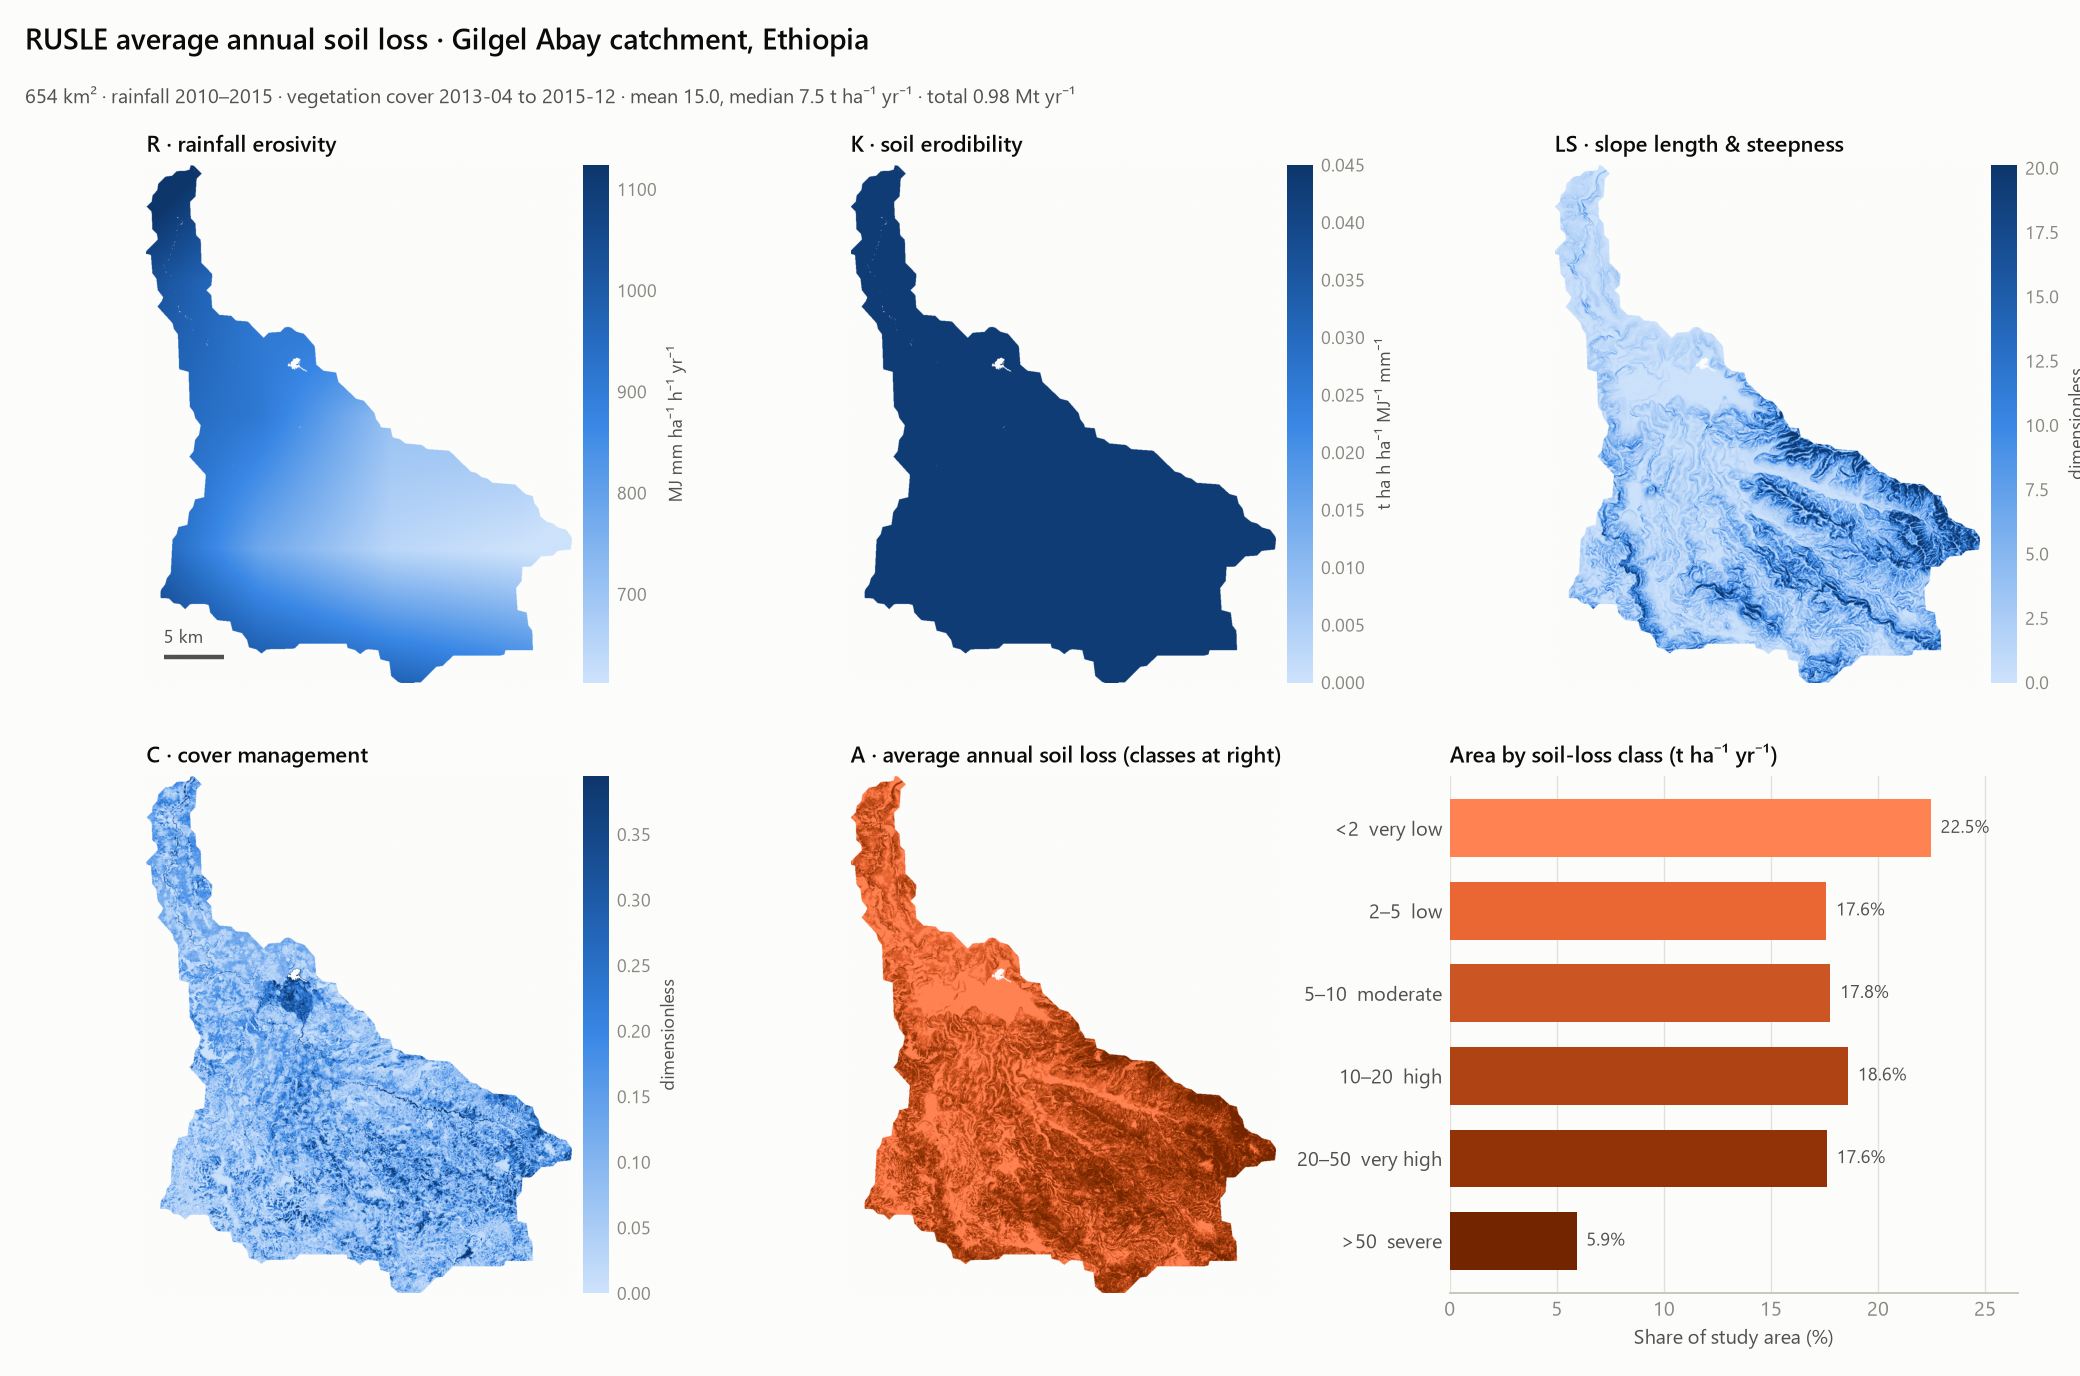 RUSLE average annual soil loss · Gilgel Abay catchment, Ethiopia
654 km² · rainfall 2010–2015 · vegetation cover 2013-04 to 2015-12 · mean 15.0, median 7.5 t ha⁻¹ yr⁻¹ · total 0.98 Mt yr⁻¹
R · rainfall erosivity
1100
1000
900
800
700
MJ mm ha⁻¹ h⁻¹ yr⁻¹
5 km
K · soil erodibility
0.045
0.040
0.035
0.030
0.025
0.020
0.015
0.010
0.005
0.000
t ha h ha⁻¹ MJ⁻¹ mm⁻¹
LS · slope length & steepness
20.0
17.5
15.0
12.5
10.0
7.5
5.0
2.5
0.0
dimensionless
C · cover management
0.35
0.30
0.25
0.20
0.15
0.10
0.05
0.00
dimensionless
A · average annual soil loss (classes at right)
Area by soil-loss class (t ha⁻¹ yr⁻¹)
<2 very low 22.5%
2–5 low 17.6%
5–10 moderate 17.8%
10–20 high 18.6%
20–50 very high 17.6%
>50 severe 5.9%
0 5 10 15 20 25
Share of study area (%)